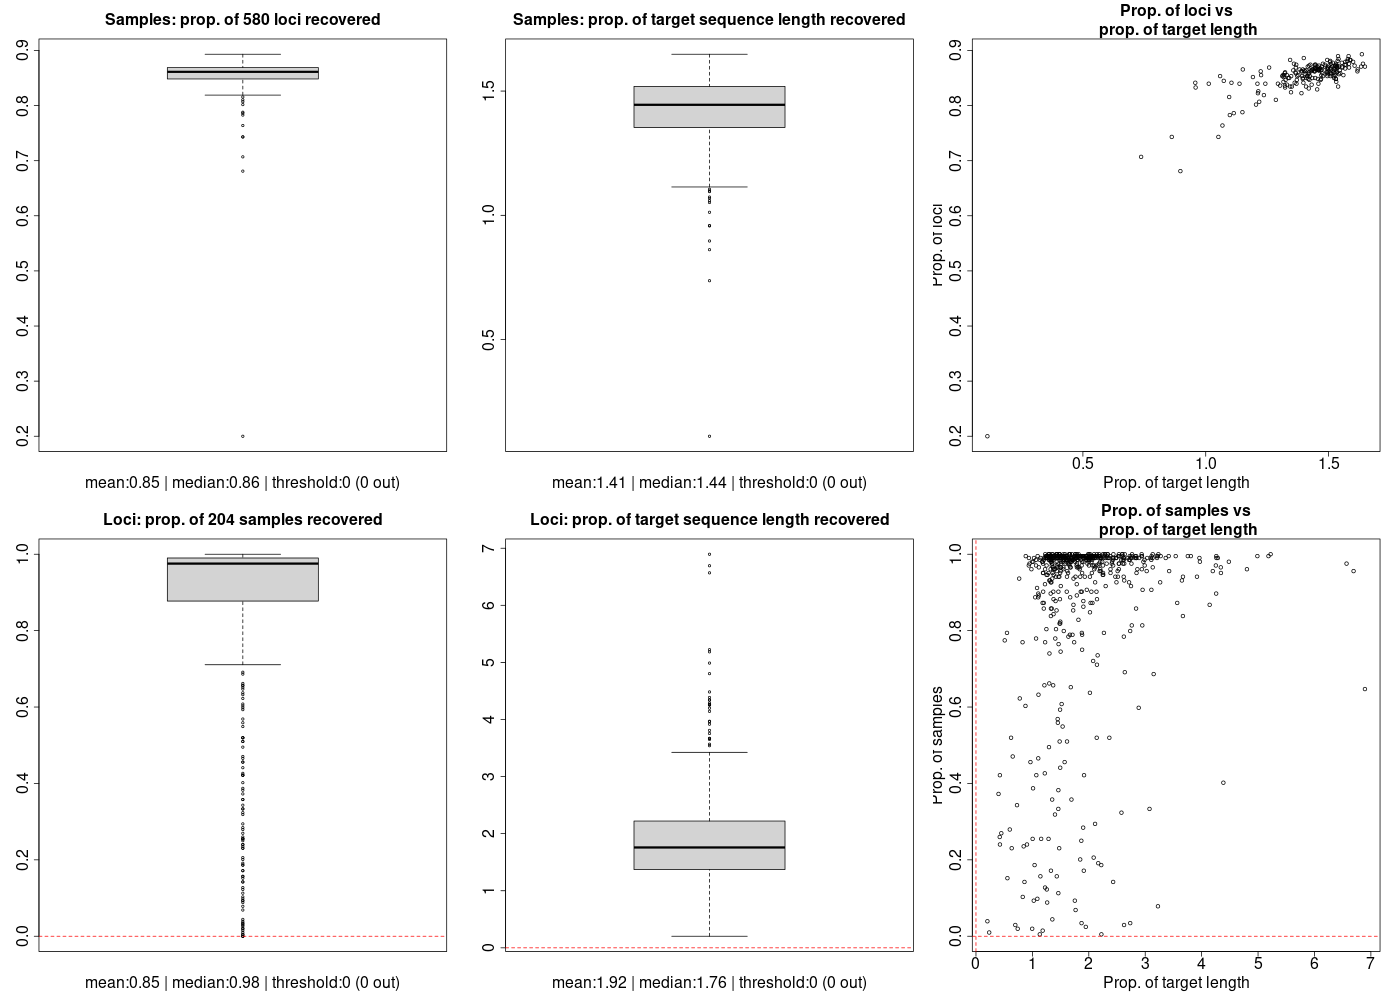 Samples: prop. of 580 loci recovered
0.9
0.8
0.7
0.6
0.5
0.4
0.3
0.2
mean:0.85 | median:0.86 | threshold:0 (0 out)
Samples: prop. of target sequence length recovered
1.5
1.0
0.5
mean:1.41 | median:1.44 | threshold:0 (0 out)
Prop. of loci vs
prop. of target length
Prop. of loci
0.9
0.8
0.7
0.6
0.5
0.4
0.3
0.2
0.5 1.0 1.5
Prop. of target length
Loci: prop. of 204 samples recovered
1.0
0.8
0.6
0.4
0.2
0.0
mean:0.85 | median:0.98 | threshold:0 (0 out)
Loci: prop. of target sequence length recovered
7
6
5
4
3
2
1
0
mean:1.92 | median:1.76 | threshold:0 (0 out)
Prop. of samples vs
prop. of target length
Prop. of samples
1.0
0.8
0.6
0.4
0.2
0.0
0 1 2 3 4 5 6 7
Prop. of target length